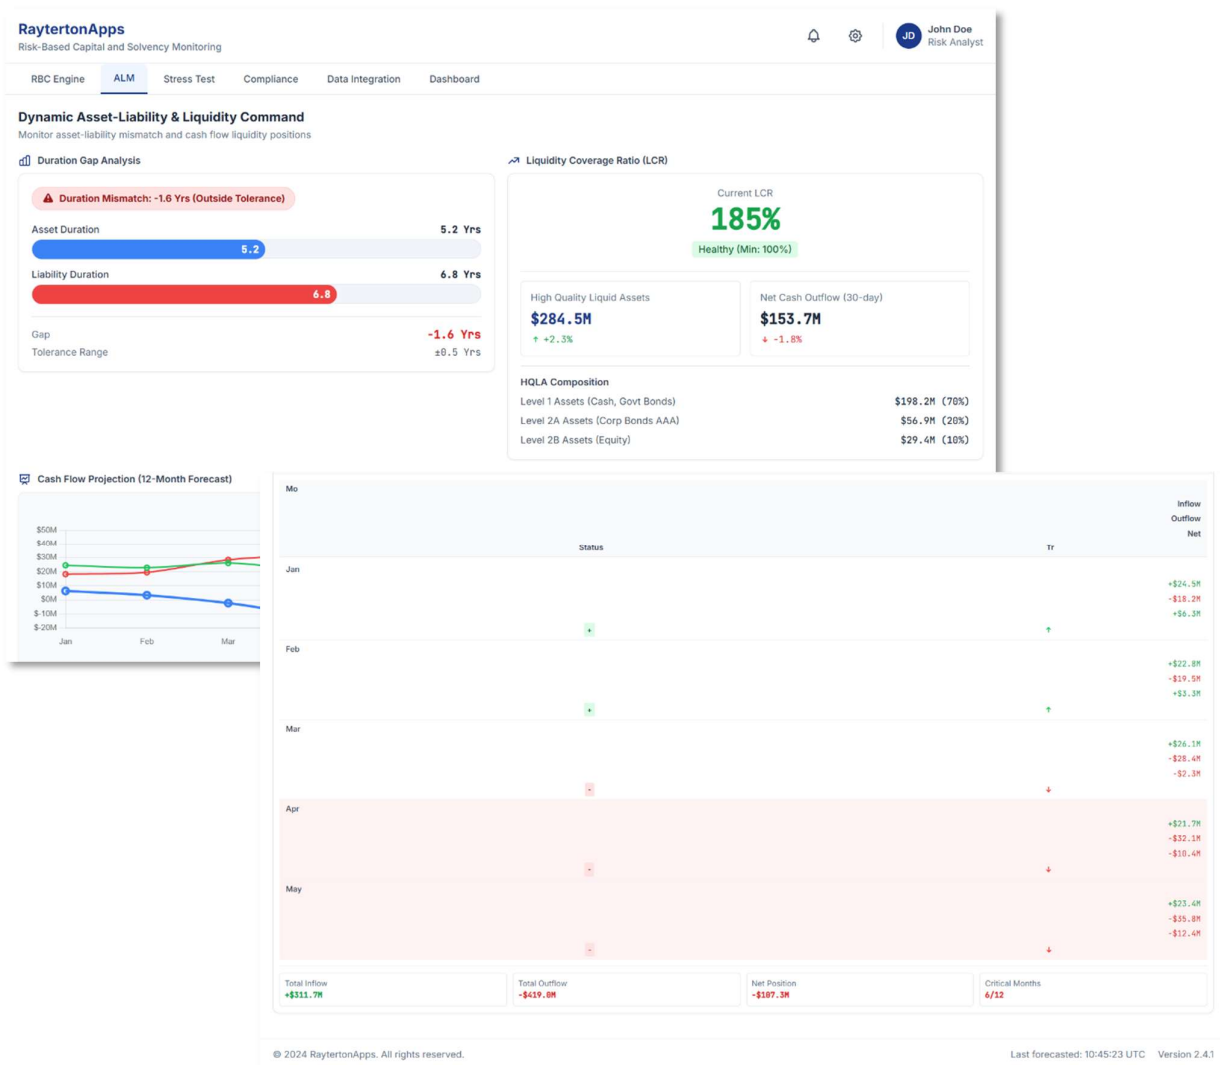 RaytertonApps
Risk-Based Capital and Solvency Monitoring
JD
John Doe
Risk Analyst
RBC Engine
ALM
Stress Test
Compliance
Data Integration
Dashboard
Dynamic Asset-Liability & Liquidity Command
Monitor asset-liability mismatch and cash flow liquidity positions
Duration Gap Analysis
Duration Mismatch: -1.6 Yrs (Outside Tolerance)
Asset Duration 5.2 Yrs
5.2
Liability Duration 6.8 Yrs
6.8
Gap -1.6 Yrs
Tolerance Range ±0.5 Yrs
Liquidity Coverage Ratio (LCR)
Current LCR
185%
Healthy (Min: 100%)
High Quality Liquid Assets
$284.5M
↑ +2.3%
Net Cash Outflow (30-day)
$153.7M
↓ -1.8%
HQLA Composition
Level 1 Assets (Cash, Govt Bonds) $198.2M (70%)
Level 2A Assets (Corp Bonds AAA) $56.9M (20%)
Level 2B Assets (Equity) $29.4M (10%)
Cash Flow Projection (12-Month Forecast)
$50M
$40M
$30M
$20M
$10M
$0M
$-10M
$-20M
Jan Feb Mar
Mo
Inflow
Outflow
Net
Status Tr
Jan
+$24.5M
-$18.2M
+$6.3M
+ ↑
Feb
+$22.8M
-$19.5M
+$3.3M
+ ↑
Mar
+$26.1M
-$28.4M
-$2.3M
- ↓
Apr
+$21.7M
-$32.1M
-$10.4M
- ↓
May
+$23.4M
-$35.8M
-$12.4M
- ↓
Total Inflow
+$311.7M
Total Outflow
-$419.0M
Net Position
-$107.3M
Critical Months
6/12
© 2024 RaytertonApps. All rights reserved.
Last forecasted: 10:45:23 UTC Version 2.4.1